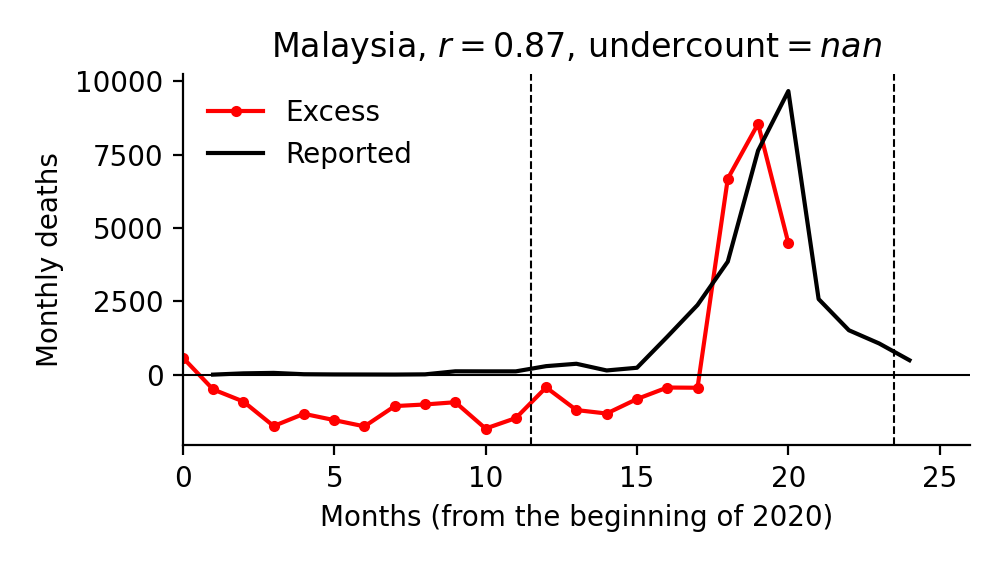 Malaysia, r = 0.87, undercount = nan
Excess
Reported
Monthly deaths
10000
7500
5000
2500
0
0 5 10 15 20 25
Months (from the beginning of 2020)